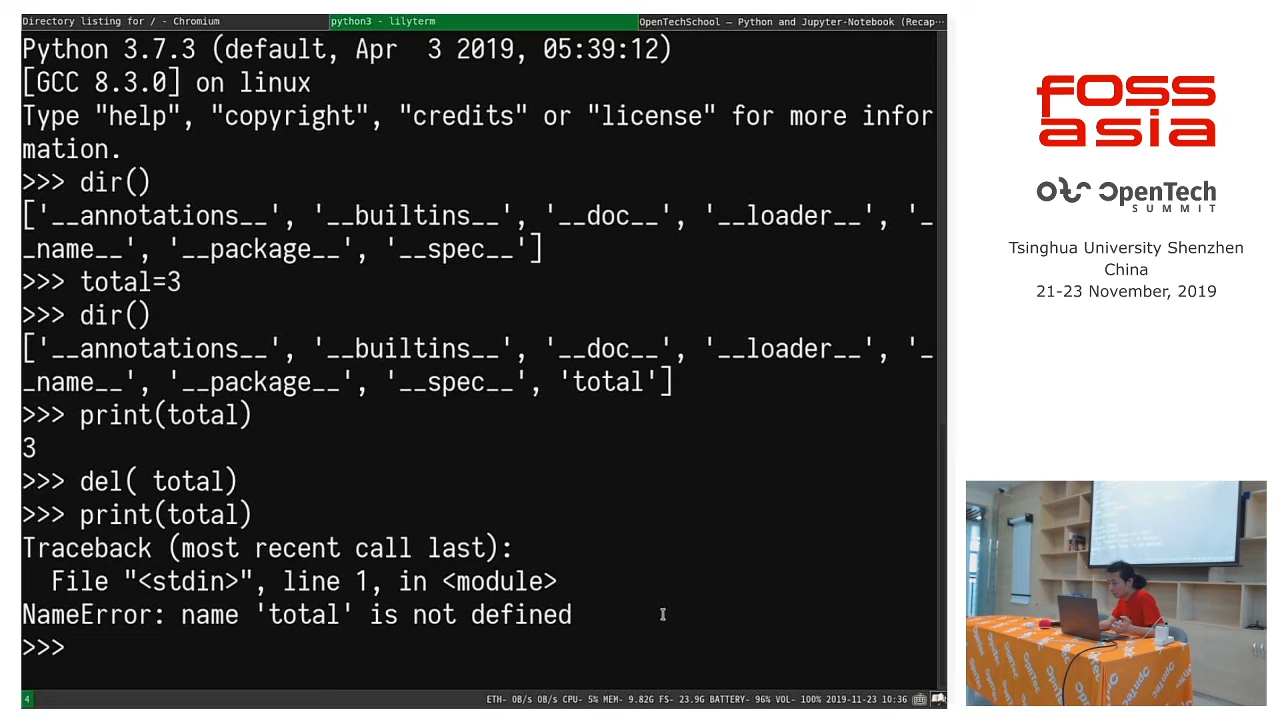 Directory listing for / - Chromium
python3 - lilyterm
OpenTechSchool – Python and Jupyter-Notebook (Recap···
Python 3.7.3 (default, Apr  3 2019, 05:39:12)
[GCC 8.3.0] on linux
Type "help", "copyright", "credits" or "license" for more infor
mation.
>>> dir()
['__annotations__', '__builtins__', '__doc__', '__loader__', '_
_name__', '__package__', '__spec__']
>>> total=3
>>> dir()
['__annotations__', '__builtins__', '__doc__', '__loader__', '_
_name__', '__package__', '__spec__', 'total']
>>> print(total)
3
>>> del( total)
>>> print(total)
Traceback (most recent call last):
  File "<stdin>", line 1, in <module>
NameError: name 'total' is not defined
>>>
4
ETH- 0B/s 0B/s CPU- 5% MEM- 9.82G FS- 23.9G BATTERY- 96% VOL- 100% 2019-11-23 10:36
foss
asia
OpenTech
SUMMIT
Tsinghua University Shenzhen
China
21-23 November, 2019